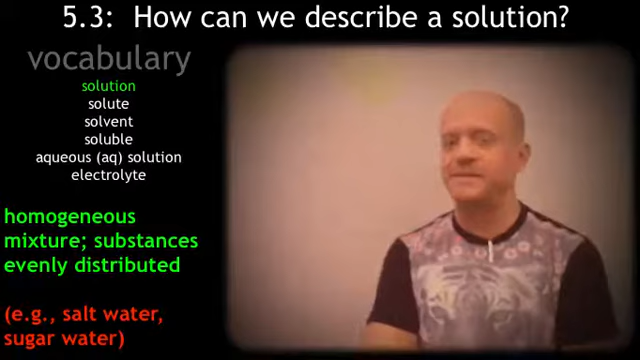 5.3: How can we describe a solution?
vocabulary
solution
solute
solvent
soluble
aqueous (aq) solution
electrolyte
homogeneous
mixture; substances
evenly distributed
(e.g., salt water,
sugar water)